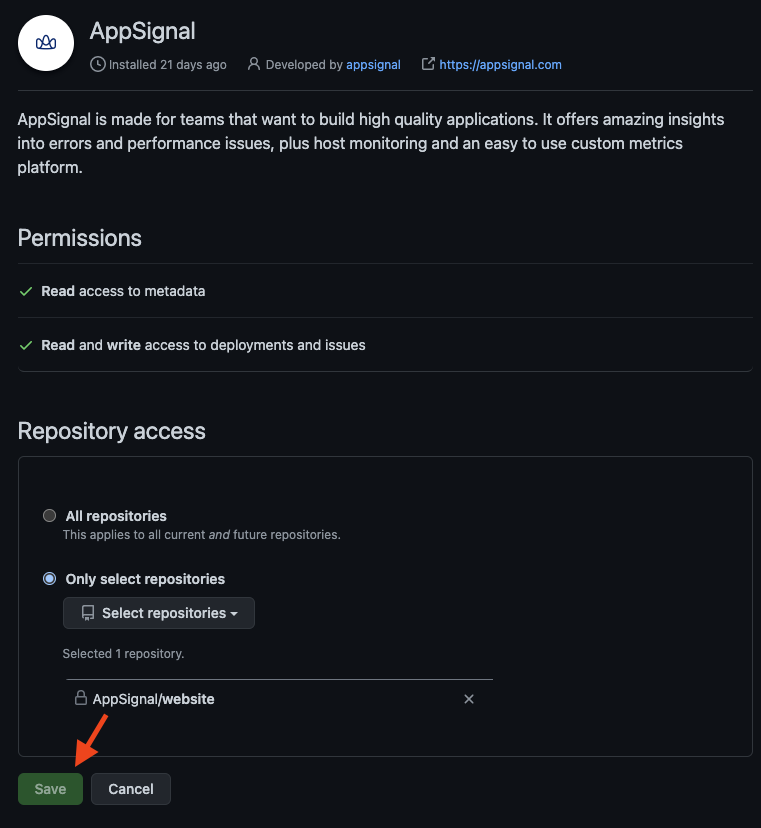 AppSignal
Installed 21 days ago Developed by appsignal https://appsignal.com
AppSignal is made for teams that want to build high quality applications. It offers amazing insights
into errors and performance issues, plus host monitoring and an easy to use custom metrics
platform.
Permissions
Read access to metadata
Read and write access to deployments and issues
Repository access
All repositories
This applies to all current and future repositories.
Only select repositories
Select repositories
Selected 1 repository.
AppSignal/website
Save Cancel